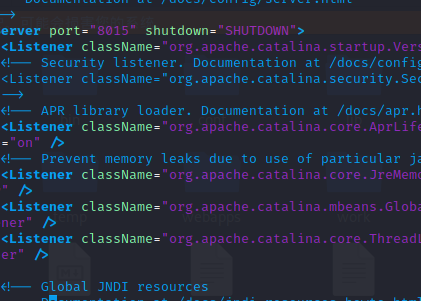 Documentation at /docs/config/server.html
-->
erver port="8015" shutdown="SHUTDOWN">
<Listener className="org.apache.catalina.startup.Vers
<!-- Security listener. Documentation at /docs/config
<Listener className="org.apache.catalina.security.Sec
-->
<!-- APR library loader. Documentation at /docs/apr.h
<Listener className="org.apache.catalina.core.AprLife
="on" />
<!-- Prevent memory leaks due to use of particular ja
<Listener className="org.apache.catalina.core.JreMemo
" />
<Listener className="org.apache.catalina.mbeans.Globa
ner" />
<Listener className="org.apache.catalina.core.ThreadL
er" />
<!-- Global JNDI resources